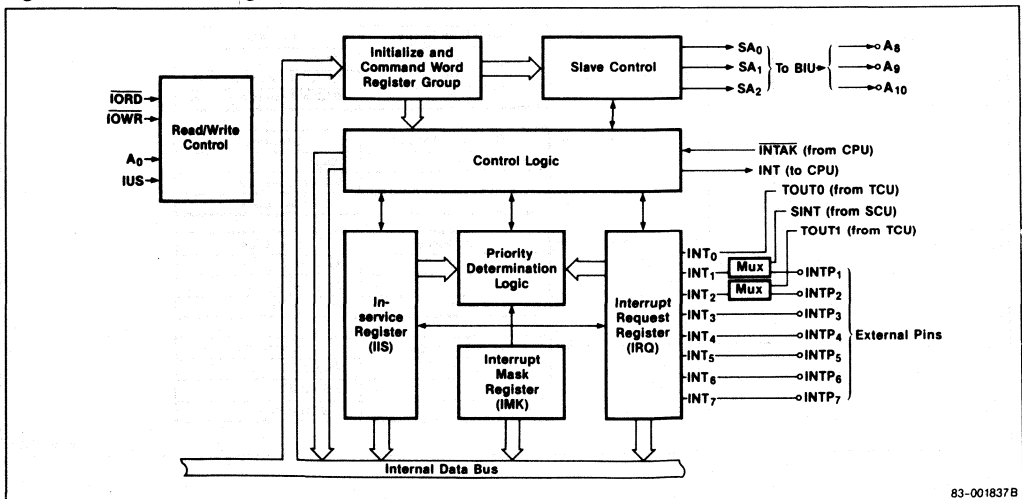 Initialize and
Command Word
Register Group
Slave Control
SA0
SA1
SA2
To BIU
A8
A9
A10
IORD
IOWR
A0
IUS
Read/Write
Control
Control Logic
INTAK (from CPU)
INT (to CPU)
TOUT0 (from TCU)
SINT (from SCU)
TOUT1 (from TCU)
In-
service
Register
(IIS)
Priority
Determination
Logic
Interrupt
Mask
Register
(IMK)
Interrupt
Request
Register
(IRQ)
INT0
INT1 Mux INTP1
INT2 Mux INTP2
INT3 INTP3
INT4 INTP4
INT5 INTP5
INT6 INTP6
INT7 INTP7
External Pins
Internal Data Bus
83-001837B